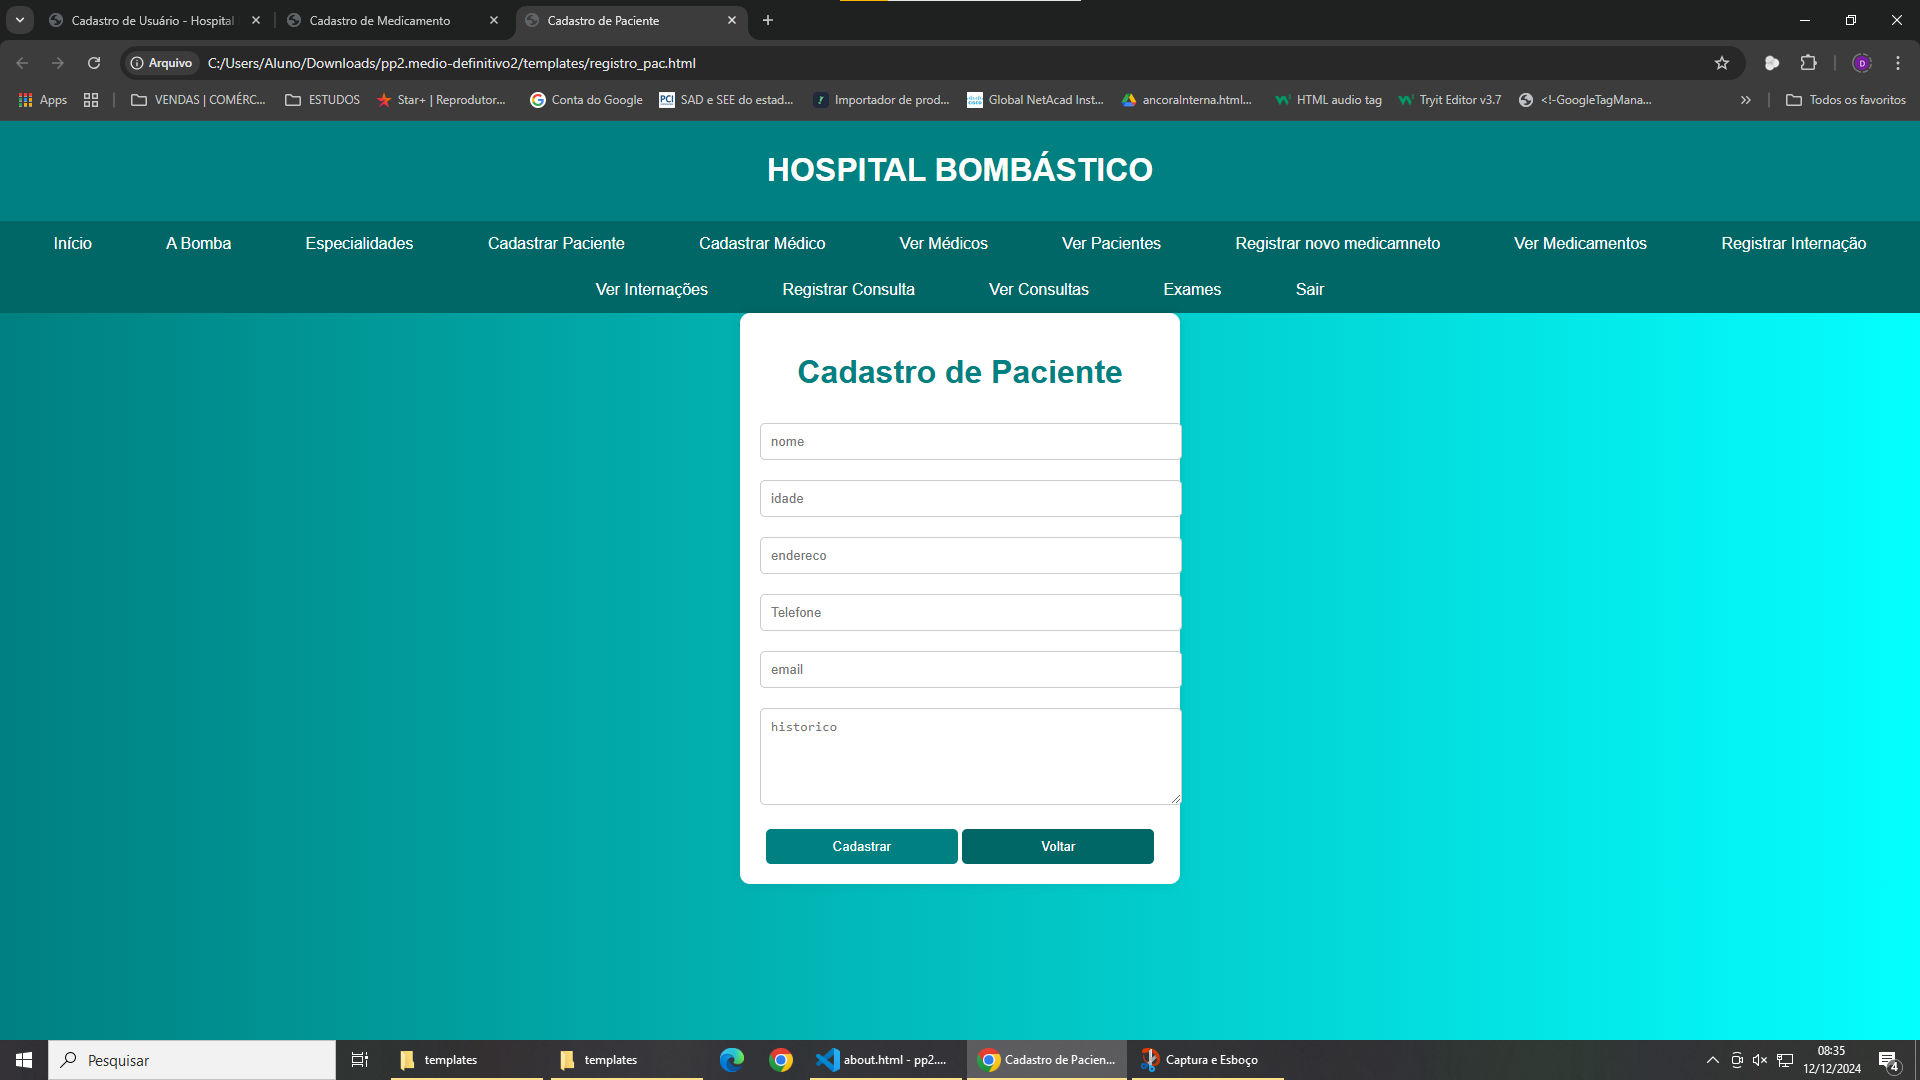 Cadastro de Usuário - Hospital
Cadastro de Medicamento
Cadastro de Paciente
Arquivo
C:/Users/Aluno/Downloads/pp2.medio-definitivo2/templates/registro_pac.html
D
Apps
VENDAS | COMÉRC...
ESTUDOS
Star+ | Reprodutor...
Conta do Google
PCI
SAD e SEE do estad...
Importador de prod...
Global NetAcad Inst...
ancoraInterna.html...
HTML audio tag
Tryit Editor v3.7
<!-GoogleTagMana...
Todos os favoritos
HOSPITAL BOMBÁSTICO
Início
A Bomba
Especialidades
Cadastrar Paciente
Cadastrar Médico
Ver Médicos
Ver Pacientes
Registrar novo medicamneto
Ver Medicamentos
Registrar Internação
Ver Internações
Registrar Consulta
Ver Consultas
Exames
Sair
Cadastro de Paciente
nome
idade
endereco
Telefone
email
historico
Cadastrar
Voltar
Pesquisar
templates
templates
about.html - pp2....
Cadastro de Pacien...
Captura e Esboço
08:35
12/12/2024
4